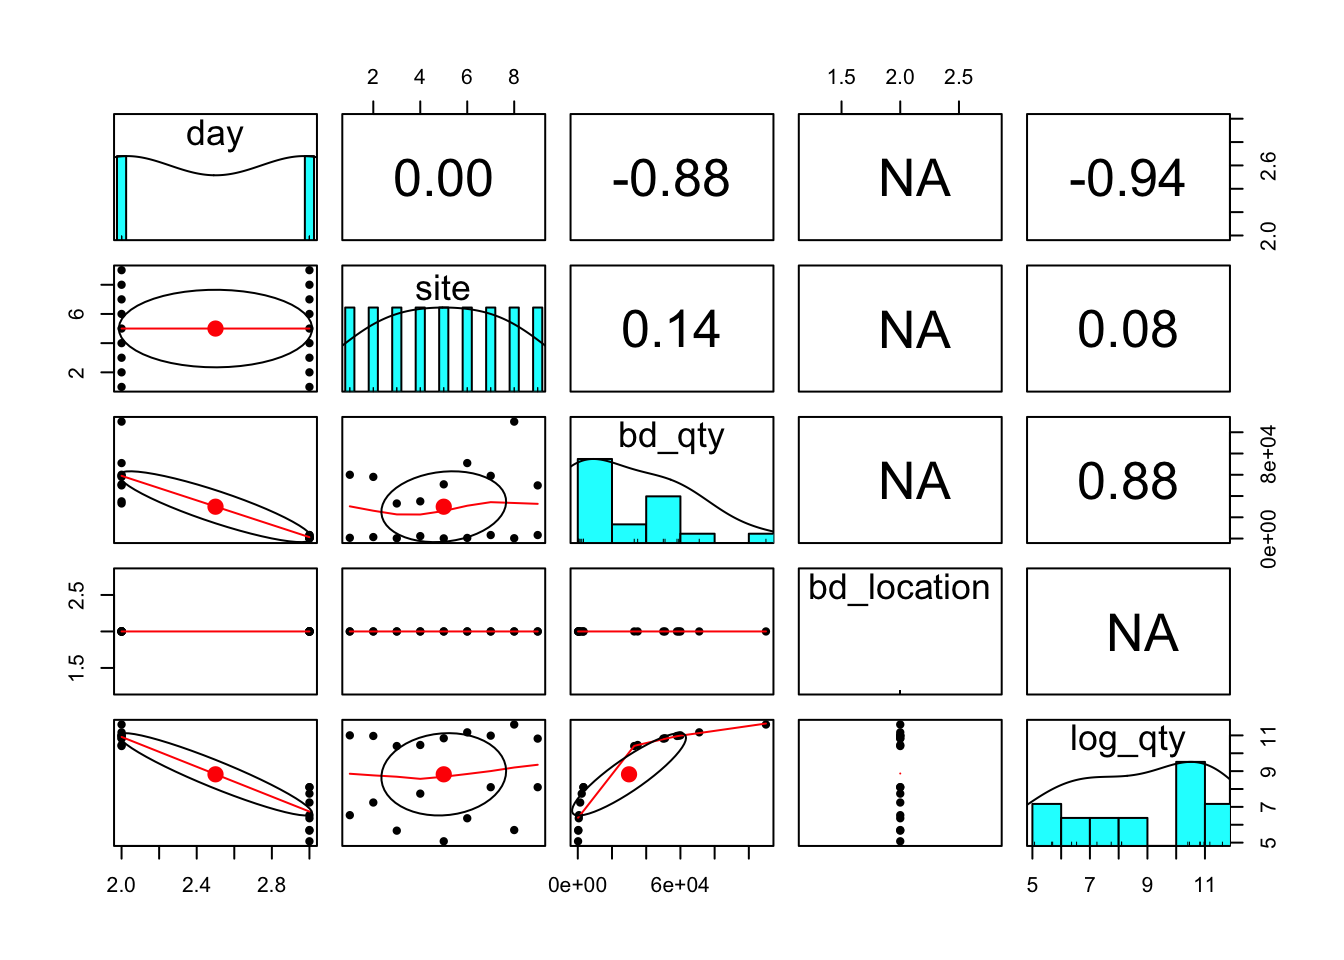 2 4 6 8 1.5 2.0 2.5
day 0.00 -0.88 NA -0.94 2.0 2.6
2 6 site 0.14 NA 0.08
bd_qty NA 0.88 0e+00 8e+04
1.5 2.5 bd_location NA
log_qty 5 7 9 11
2.0 2.4 2.8 0e+00 6e+04 5 7 9 11